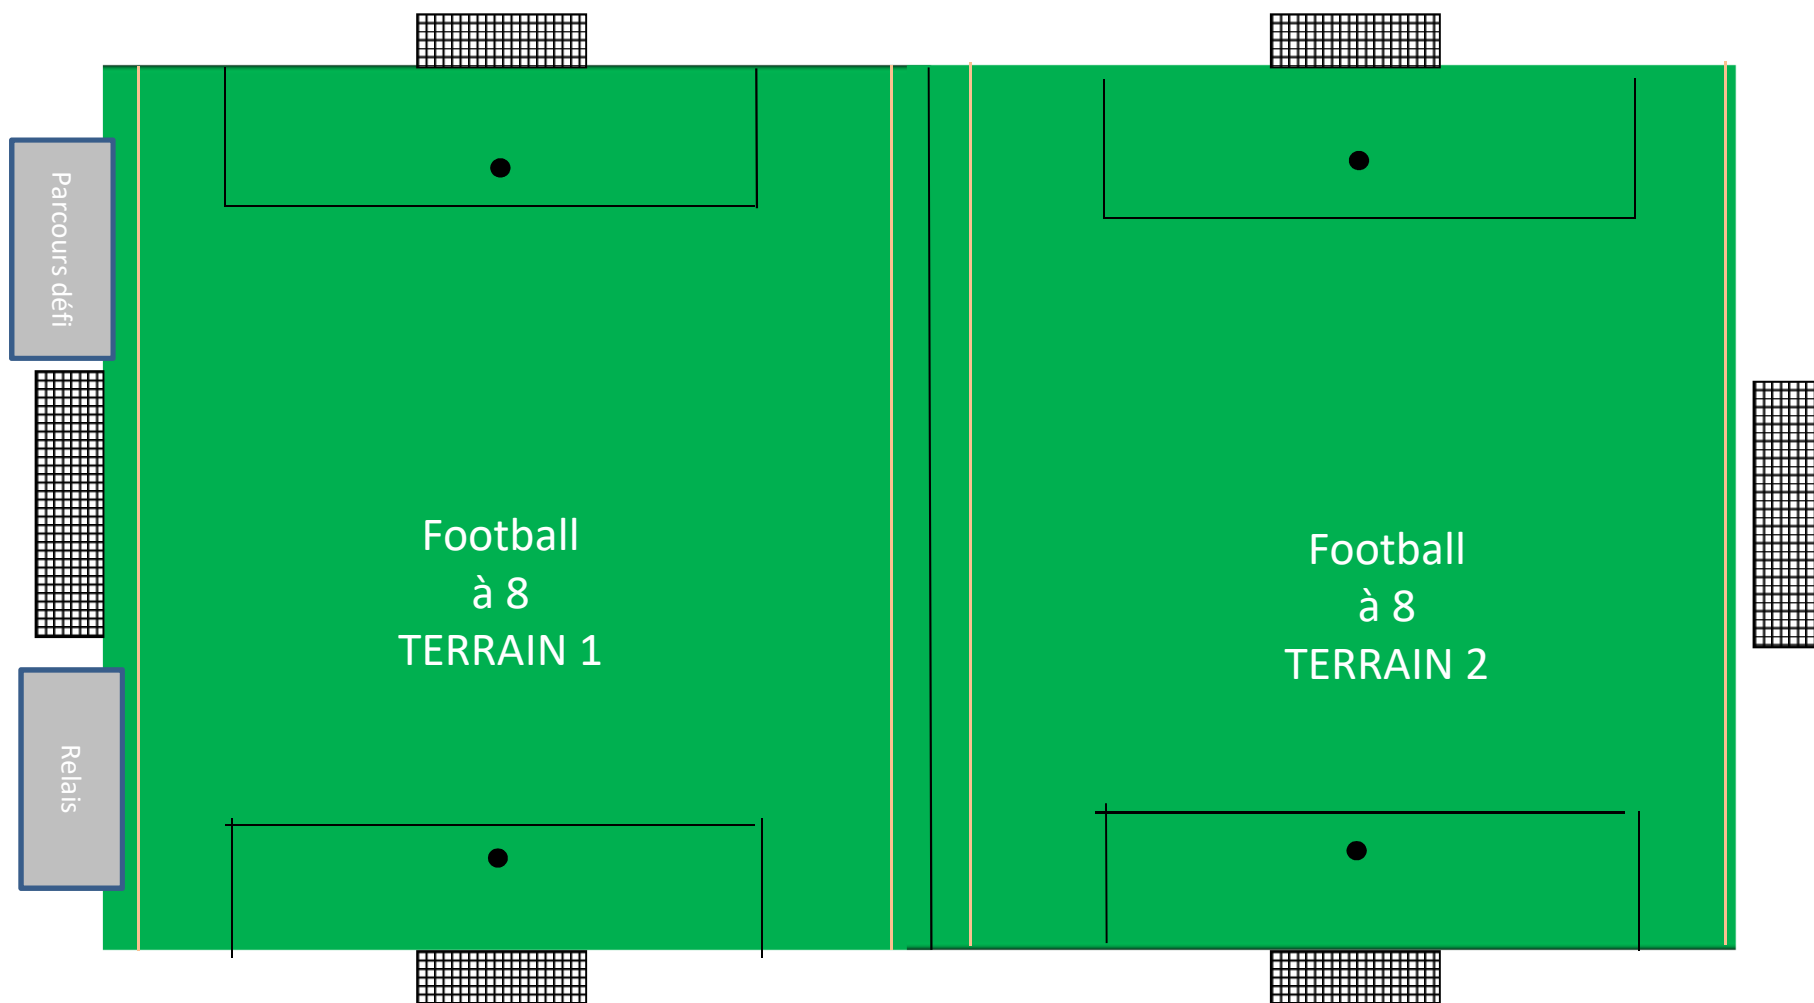 Parcours défi
Relais
Football
à 8
TERRAIN 1
Football
à 8
TERRAIN 2